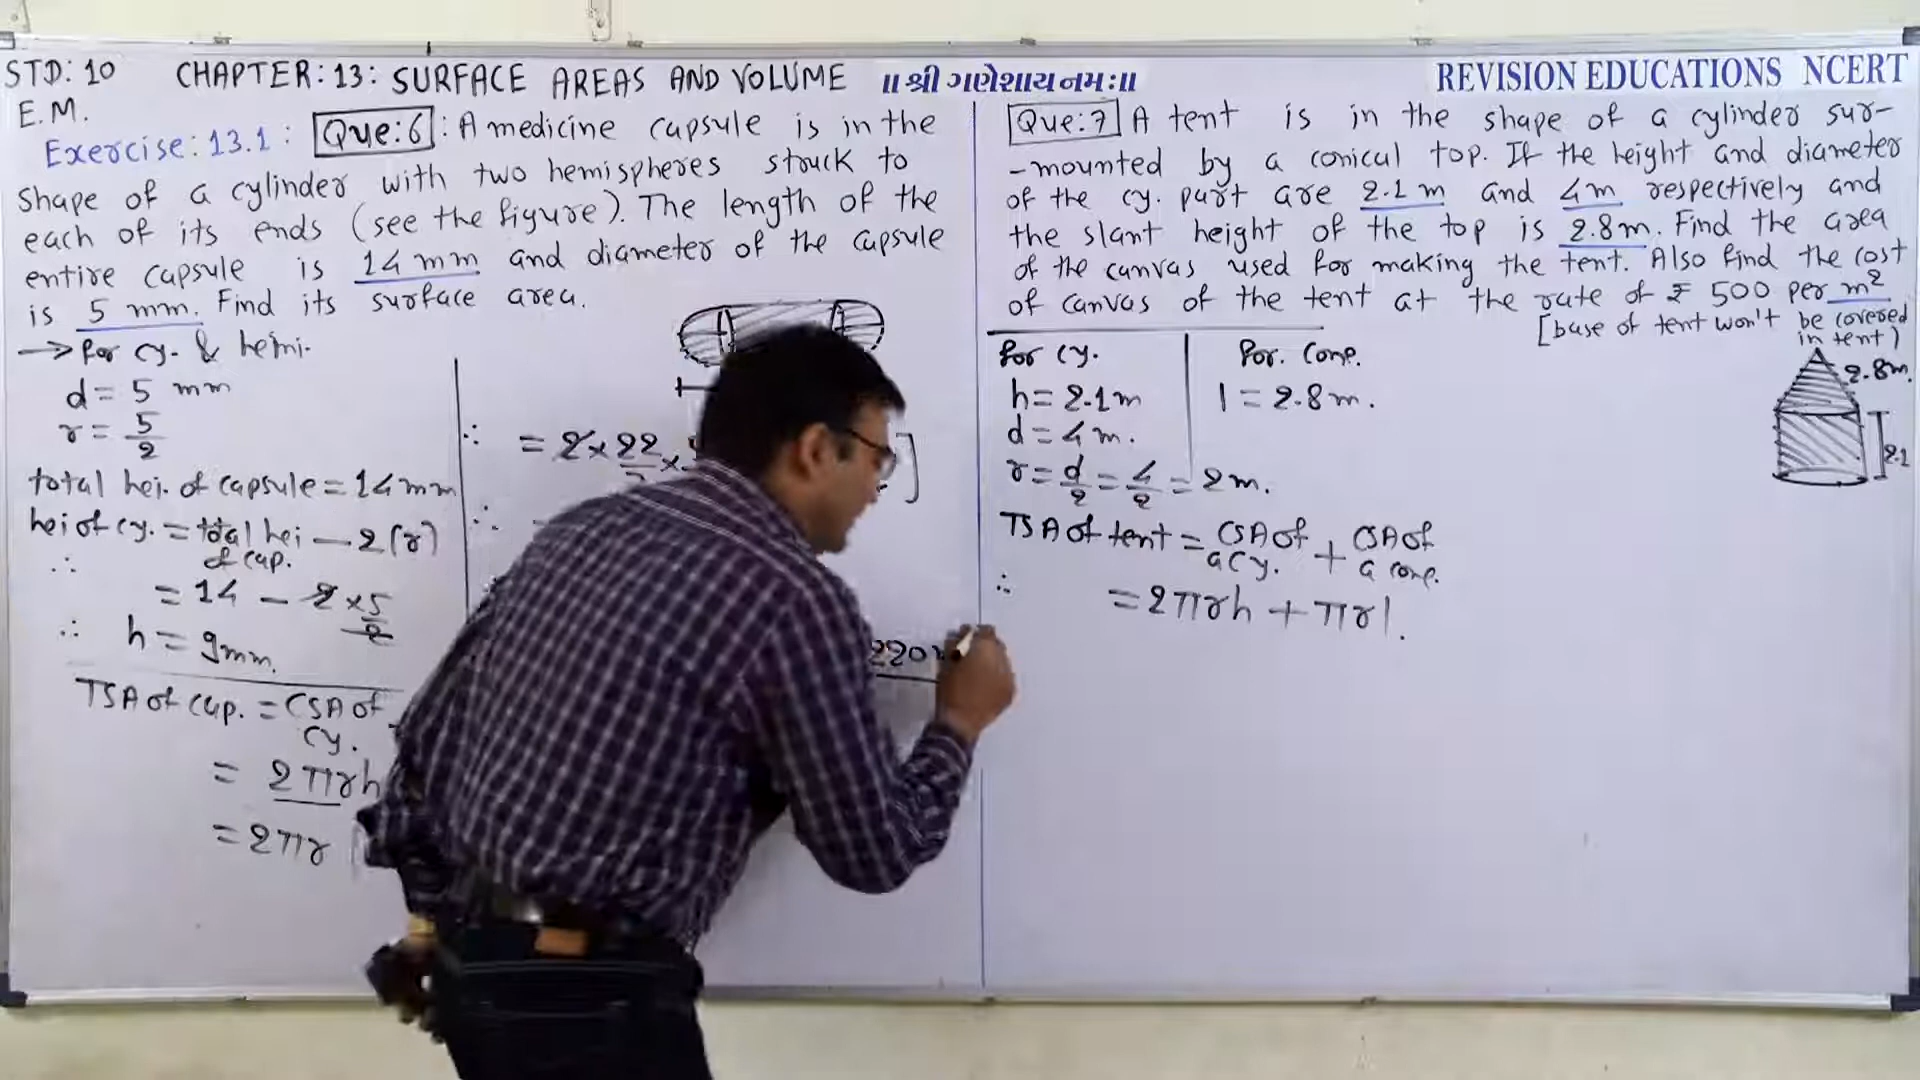 STD: 10 CHAPTER: 13: SURFACE AREAS AND VOLUME ॥ શ્રી ગણેશાય નમઃ॥ REVISION EDUCATIONS NCERT
E.M.
Exercise: 13.1: Que:6: A medicine capsule is in the
shape of a cylinder with two hemispheres struck to
each of its ends (see the figure). The length of the
entire capsule is 14 mm and diameter of the capsule
is 5 mm. Find its surface area.
→ for cy. & hemi.
d = 5 mm
r = 5/2
total hei. of capsule = 14 mm
hei of cy. = total hei of cap. — 2(r)
∴ = 14 — 2 × 5/2
∴ h = 9mm.
TSA of cap. = CSA of cy.
= 2πrh
= 2πr
∴ = 2 × 22
∴
220
Que:7 A tent is in the shape of a cylinder sur-
-mounted by a conical top. If the height and diameter
of the cy. part are 2.1 m and 4m respectively and
the slant height of the top is 2.8m. Find the area
of the canvas used for making the tent. Also find the cost
of canvas of the tent at the rate of ₹ 500 per m²
[base of tent won't be covered
in tent)
for cy. for. cone.
h = 2.1m l = 2.8m.
d = 4 m.
r = d/2 = 4/2 = 2m.
2.8m.
2.1
TSA of tent = CSA of a cy. + CSA of a cone.
∴ = 2πrh + πrl.